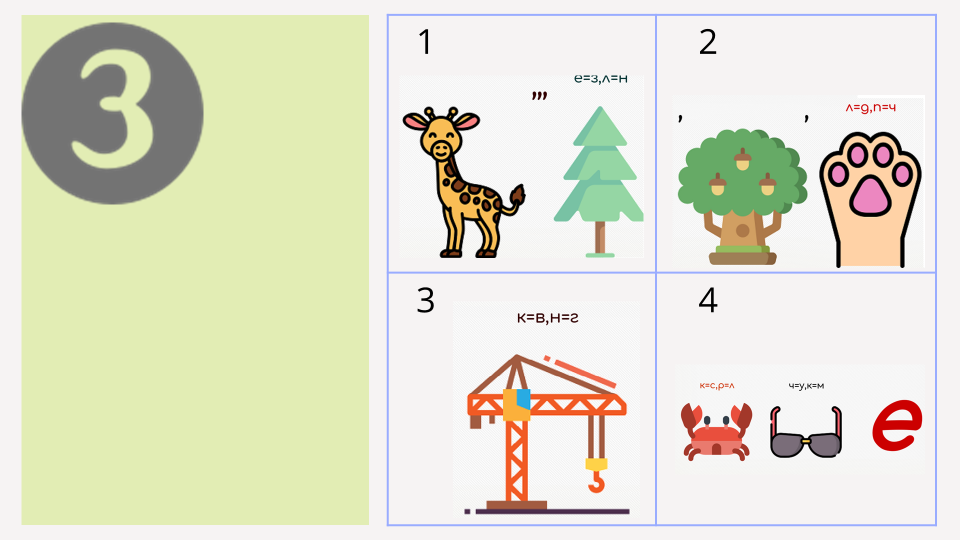 3
1
,,,
е=з,л=н
2
,
,
л=д,п=ч
3
к=в,н=г
4
к=с,р=л
ч=у,к=м
е